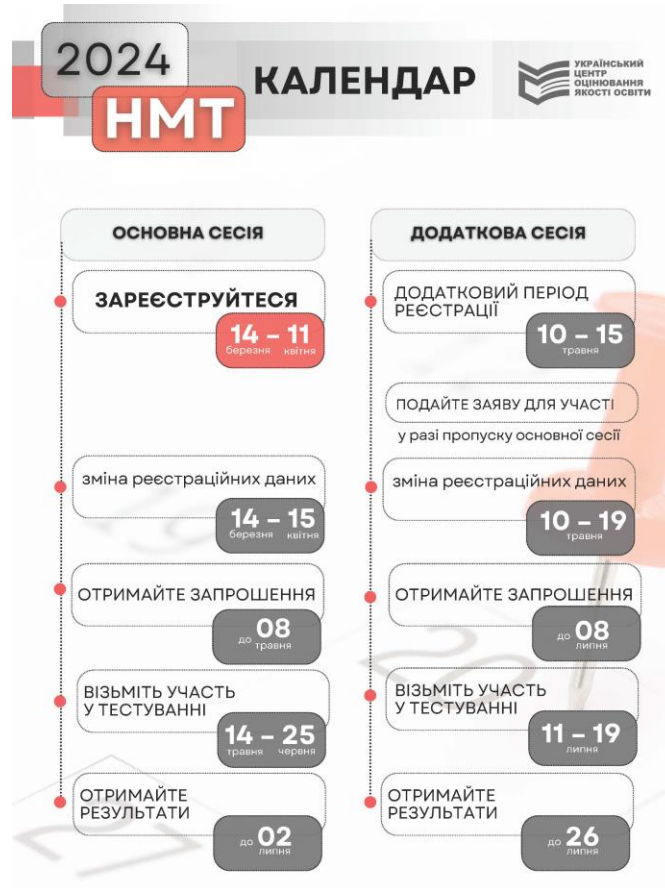 2024
НМТ
КАЛЕНДАР
УКРАЇНСЬКИЙ
ЦЕНТР
ОЦІНЮВАННЯ
ЯКОСТІ ОСВІТИ
ОСНОВНА СЕСІЯ
ЗАРЕЄСТРУЙТЕСЯ
14 – 11
березня квітня
зміна реєстраційних даних
14 – 15
березня квітня
ОТРИМАЙТЕ ЗАПРОШЕННЯ
до 08
травня
ВІЗЬМІТЬ УЧАСТЬ
У ТЕСТУВАННІ
14 – 25
травня червня
ОТРИМАЙТЕ
РЕЗУЛЬТАТИ
до 02
липня
ДОДАТКОВА СЕСІЯ
ДОДАТКОВИЙ ПЕРІОД
РЕЄСТРАЦІЇ
10 – 15
травня
ПОДАЙТЕ ЗАЯВУ ДЛЯ УЧАСТІ
у разі пропуску основної сесії
зміна реєстраційних даних
10 – 19
травня
ОТРИМАЙТЕ ЗАПРОШЕННЯ
до 08
липня
ВІЗЬМІТЬ УЧАСТЬ
У ТЕСТУВАННІ
11 – 19
липня
ОТРИМАЙТЕ
РЕЗУЛЬТАТИ
до 26
липня
20
27